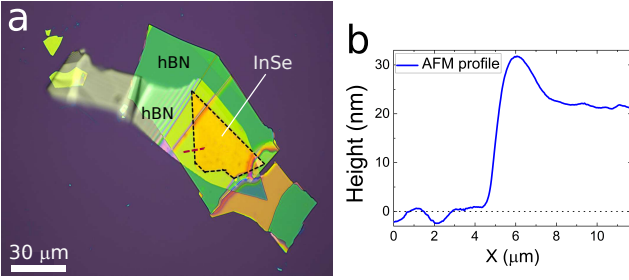 a
hBN
InSe
hBN
30 μm
b
AFM profile
Height (nm)
30
20
10
0
0 2 4 6 8 10
X (μm)